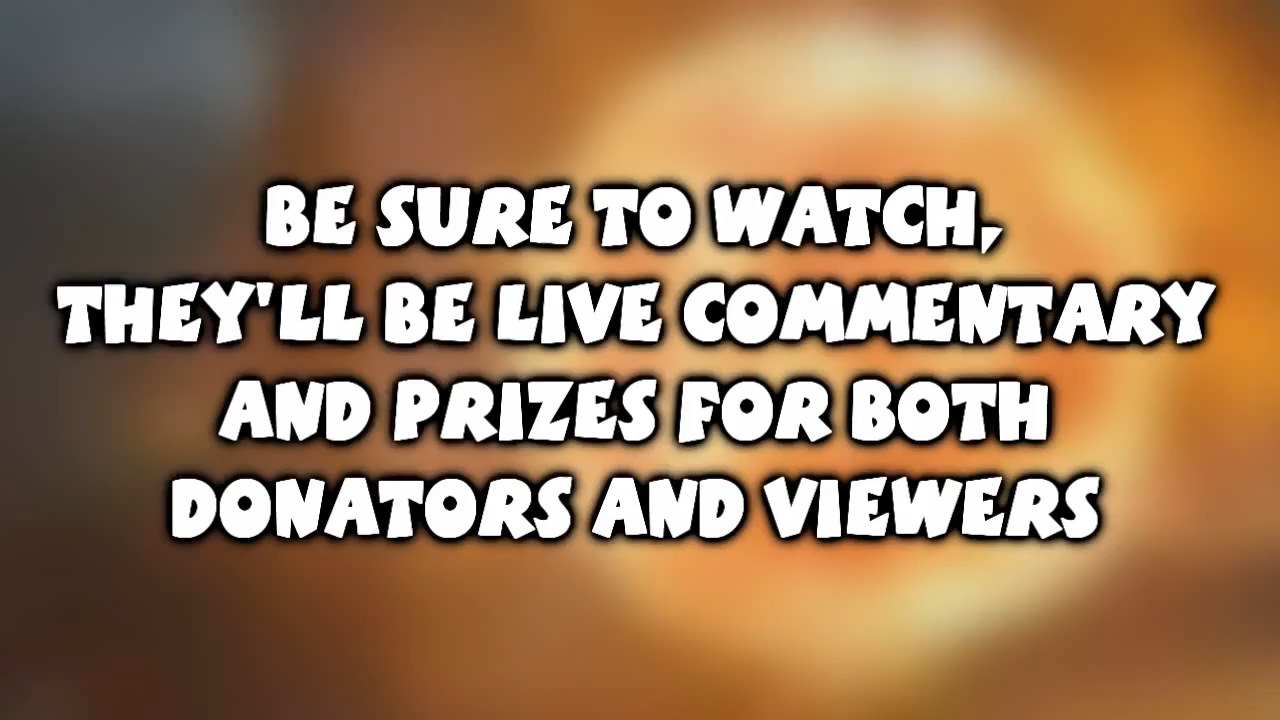 BE SURE TO WATCH,
THEY'LL BE LIVE COMMENTARY
AND PRIZES FOR BOTH
DONATORS AND VIEWERS